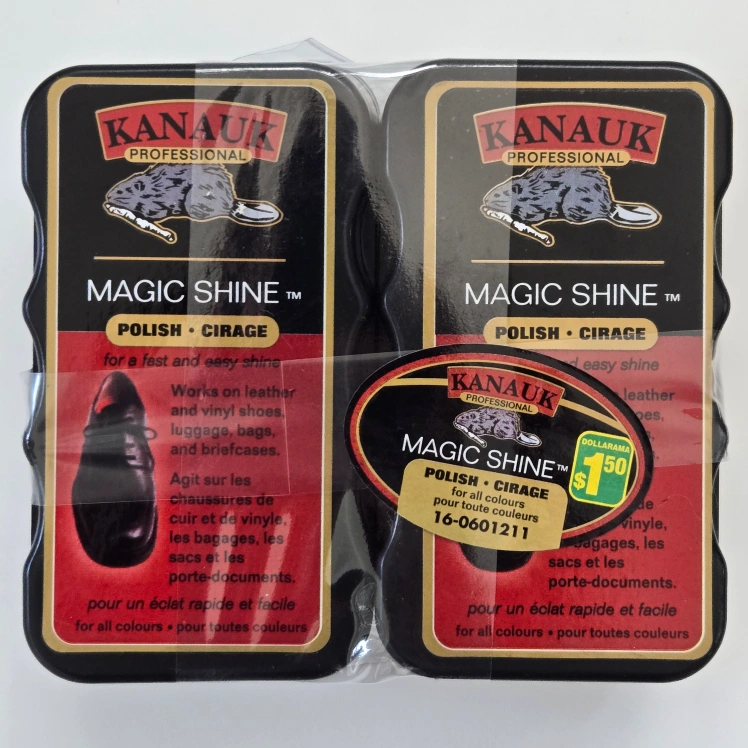 KANAUK
PROFESSIONAL
MAGIC SHINE ™
POLISH • CIRAGE
for a fast and easy shine
Works on leather
and vinyl shoes,
luggage, bags,
and briefcases.
Agit sur les
chaussures de
cuir et de vinyle,
les bagages, les
sacs et les
porte-documents.
pour un éclat rapide et facile
for all colours • pour toutes couleurs
KANAUK
PROFESSIONAL
MAGIC SHINE ™
POLISH • CIRAGE
easy shine
leather
de
vinyle,
bagages, les
sacs et les
porte-documents.
pour un éclat rapide et facile
for all colours • pour toutes couleurs
KANAUK
PROFESSIONAL
MAGIC SHINE™
POLISH • CIRAGE
for all colours
pour toute couleurs
16-0601211
DOLLARAMA
$1.50